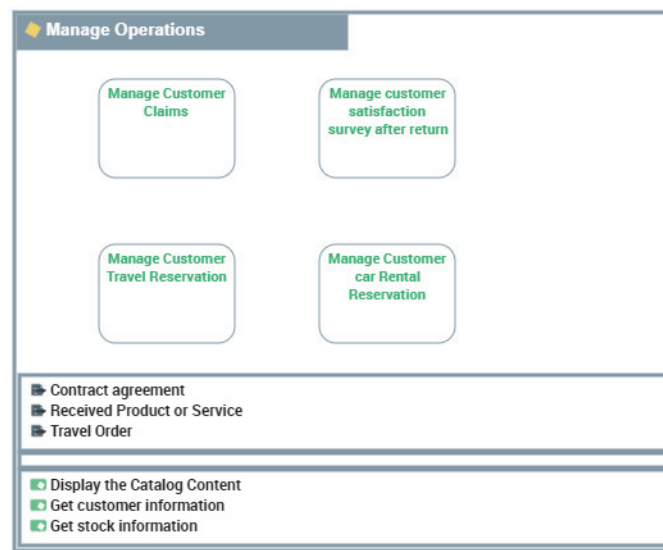 Manage Operations
Manage Customer
Claims
Manage customer
satisfaction
survey after return
Manage Customer
Travel Reservation
Manage Customer
car Rental
Reservation
Contract agreement
Received Product or Service
Travel Order
Display the Catalog Content
Get customer information
Get stock information